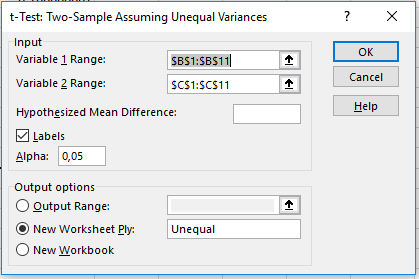 t-Test: Two-Sample Assuming Unequal Variances
Input
Variable 1 Range: $B$1:$B$11
Variable 2 Range: $C$1:$C$11
Hypothesized Mean Difference:
Labels
Alpha: 0,05
Output options
Output Range:
New Worksheet Ply: Unequal
New Workbook
OK
Cancel
Help